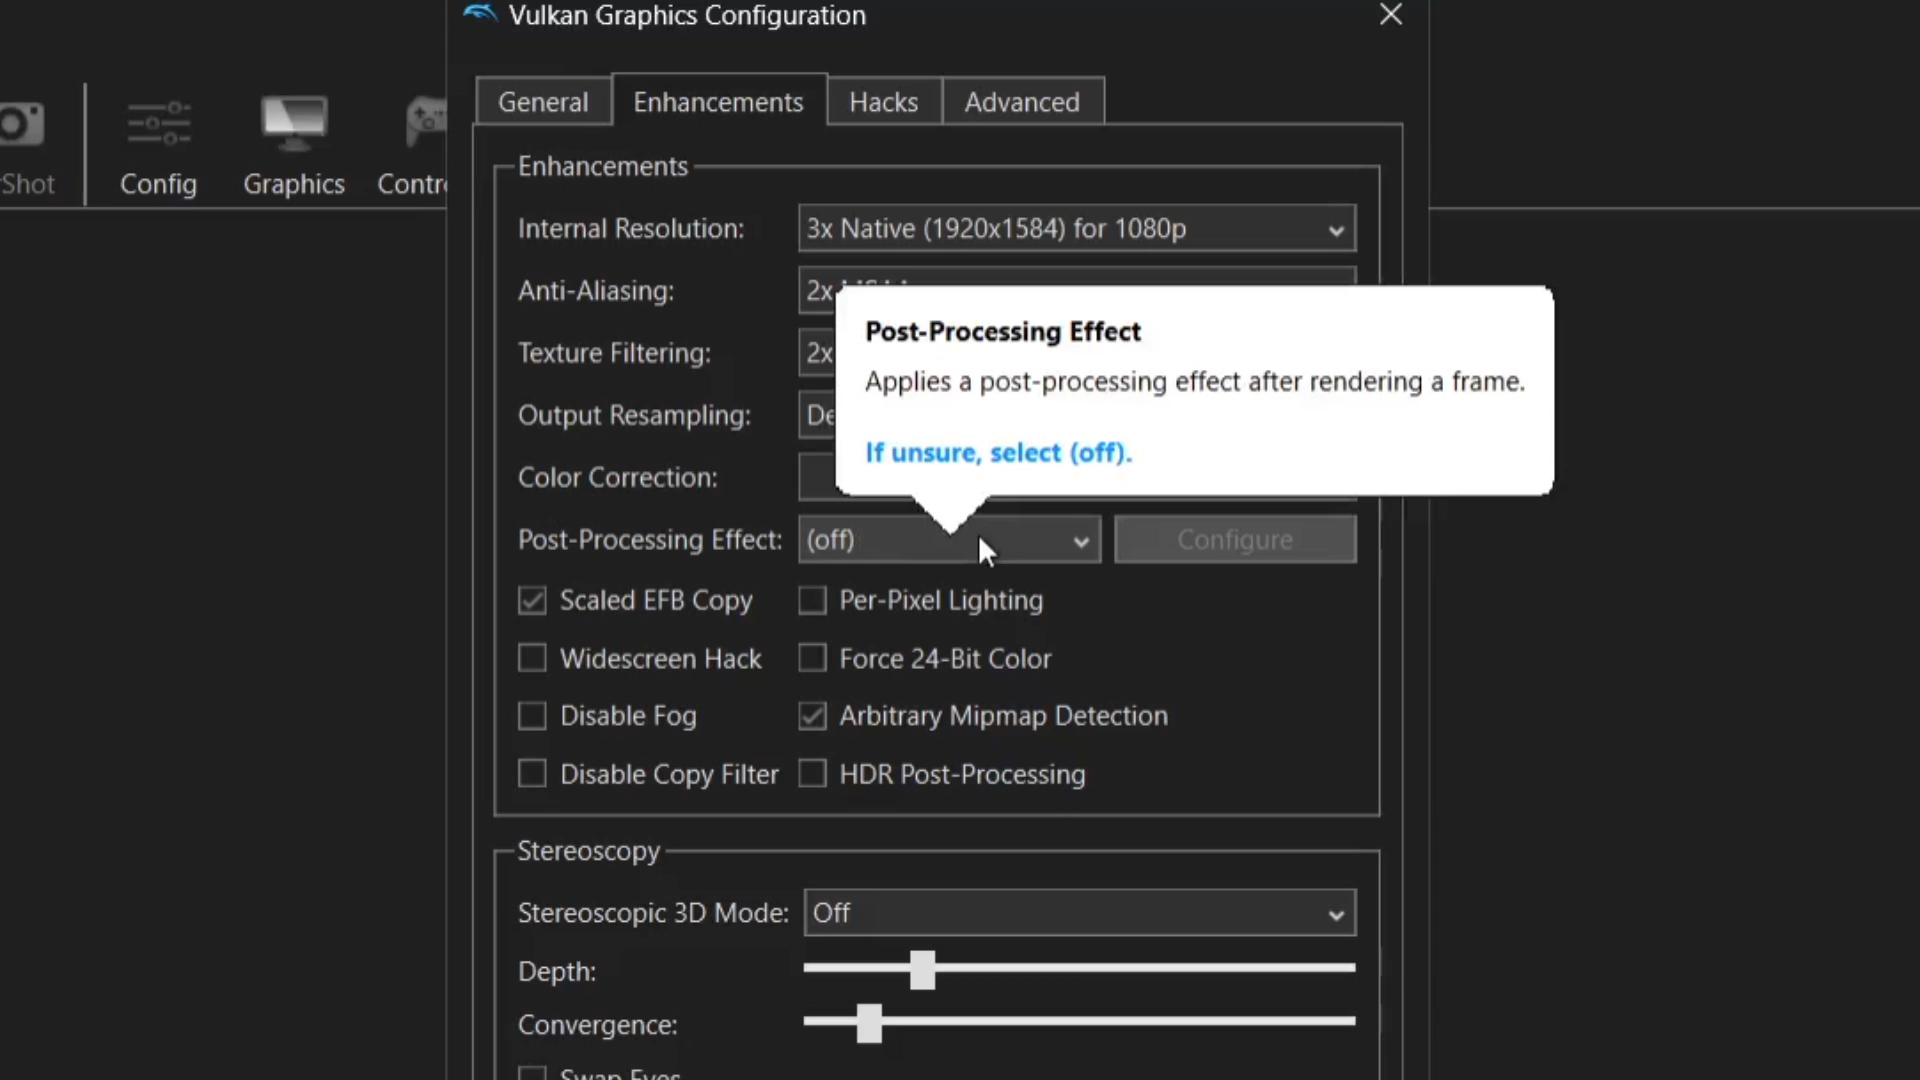 Vulkan Graphics Configuration
General
Enhancements
Hacks
Advanced
Shot
Config
Graphics
Contr
Enhancements
Internal Resolution: 3x Native (1920x1584) for 1080p
Anti-Aliasing: 2x
Texture Filtering: 2x
Output Resampling: De
Color Correction:
Post-Processing Effect
Applies a post-processing effect after rendering a frame.
If unsure, select (off).
Post-Processing Effect: (off) Configure
Scaled EFB Copy Per-Pixel Lighting
Widescreen Hack Force 24-Bit Color
Disable Fog Arbitrary Mipmap Detection
Disable Copy Filter HDR Post-Processing
Stereoscopy
Stereoscopic 3D Mode: Off
Depth:
Convergence:
Swap Eyes